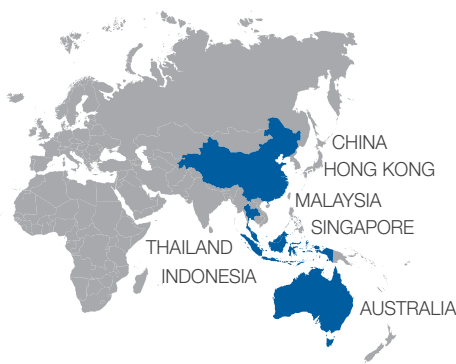 CHINA
HONG KONG
MALAYSIA
SINGAPORE
THAILAND
INDONESIA
AUSTRALIA